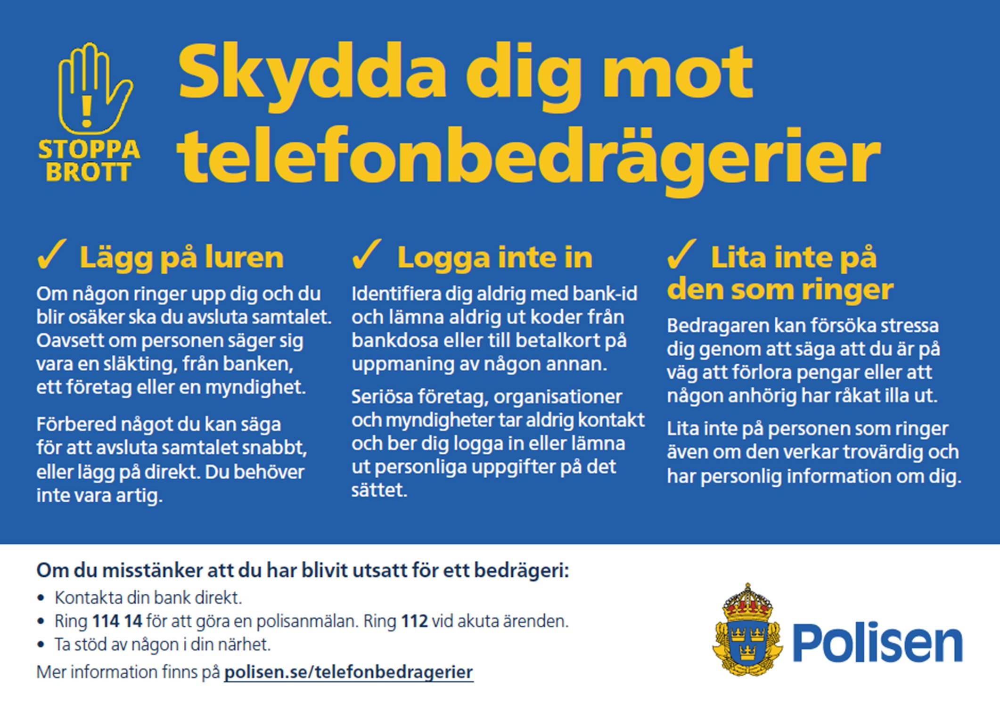 STOPPA
BROTT
Skydda dig mot
telefonbedrägerier
✓ Lägg på luren
Om någon ringer upp dig och du
blir osäker ska du avsluta samtalet.
Oavsett om personen säger sig
vara en släkting, från banken,
ett företag eller en myndighet.
Förbered något du kan säga
för att avsluta samtalet snabbt,
eller lägg på direkt. Du behöver
inte vara artig.
✓ Logga inte in
Identifiera dig aldrig med bank-id
och lämna aldrig ut koder från
bankdosa eller till betalkort på
uppmaning av någon annan.
Seriösa företag, organisationer
och myndigheter tar aldrig kontakt
och ber dig logga in eller lämna
ut personliga uppgifter på det
sättet.
✓ Lita inte på
den som ringer
Bedragaren kan försöka stressa
dig genom att säga att du är på
väg att förlora pengar eller att
någon anhörig har råkat illa ut.
Lita inte på personen som ringer
även om den verkar trovärdig och
har personlig information om dig.
Om du misstänker att du har blivit utsatt för ett bedrägeri:
• Kontakta din bank direkt.
• Ring 114 14 för att göra en polisanmälan. Ring 112 vid akuta ärenden.
• Ta stöd av någon i din närhet.
Mer information finns på polisen.se/telefonbedragerier
Polisen